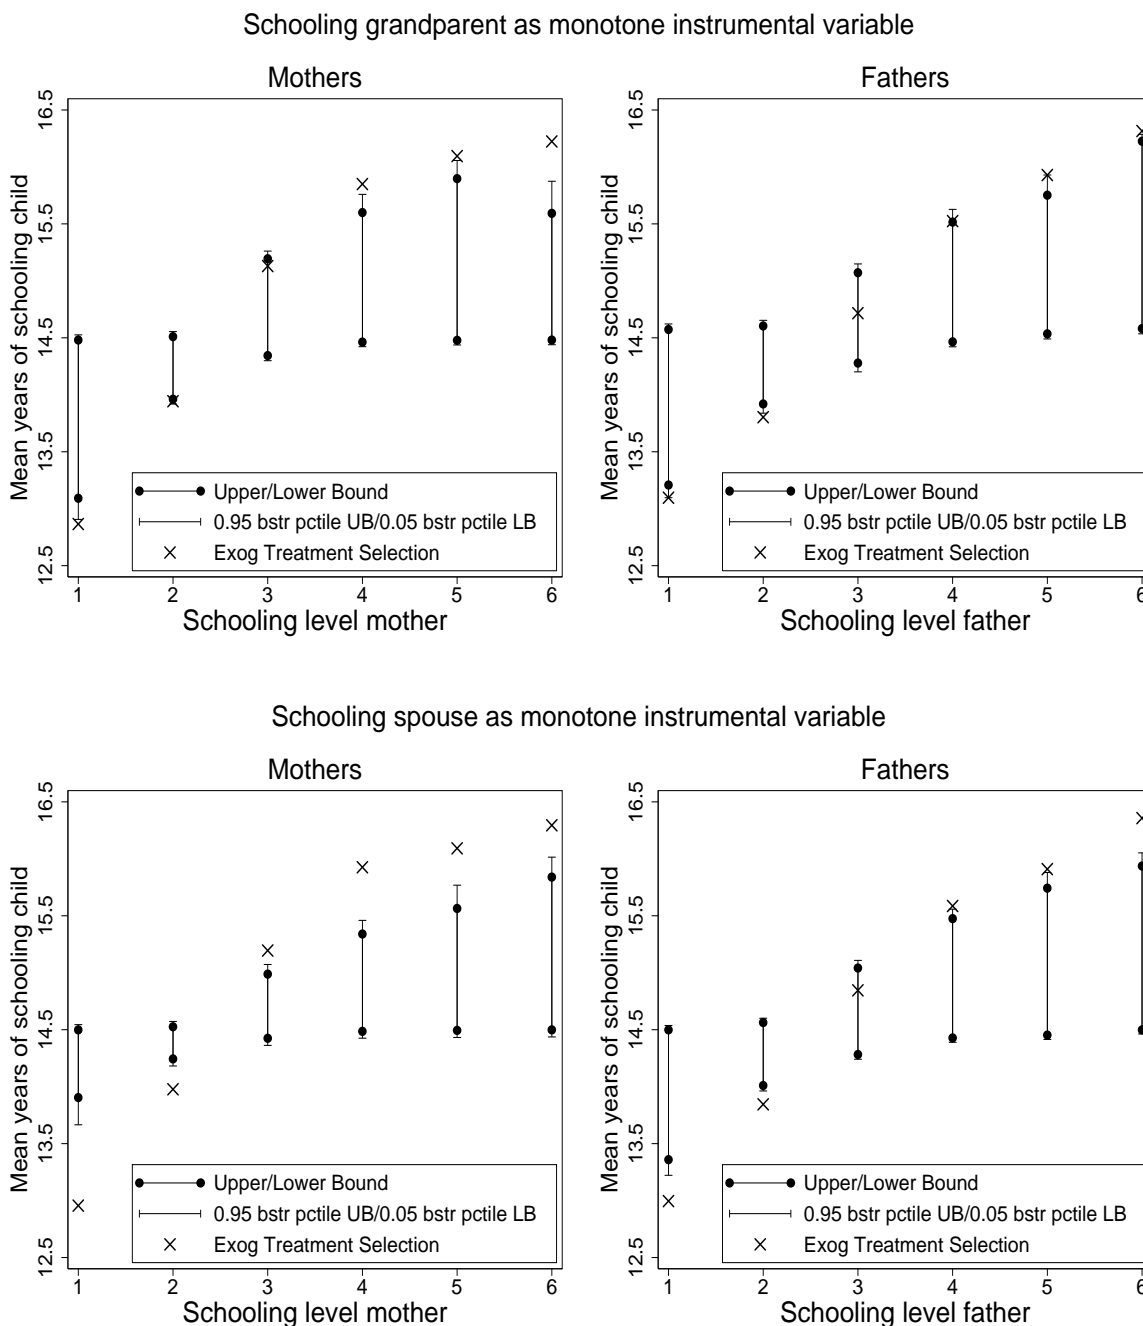 Schooling grandparent as monotone instrumental variable
Mothers
Mean years of schooling child
16.5
15.5
14.5
13.5
12.5
Upper/Lower Bound
0.95 bstr pctile UB/0.05 bstr pctile LB
Exog Treatment Selection
1 2 3 4 5 6
Schooling level mother
Fathers
Mean years of schooling child
16.5
15.5
14.5
13.5
12.5
Upper/Lower Bound
0.95 bstr pctile UB/0.05 bstr pctile LB
Exog Treatment Selection
1 2 3 4 5 6
Schooling level father
Schooling spouse as monotone instrumental variable
Mothers
Mean years of schooling child
16.5
15.5
14.5
13.5
12.5
Upper/Lower Bound
0.95 bstr pctile UB/0.05 bstr pctile LB
Exog Treatment Selection
1 2 3 4 5 6
Schooling level mother
Fathers
Mean years of schooling child
16.5
15.5
14.5
13.5
12.5
Upper/Lower Bound
0.95 bstr pctile UB/0.05 bstr pctile LB
Exog Treatment Selection
1 2 3 4 5 6
Schooling level father